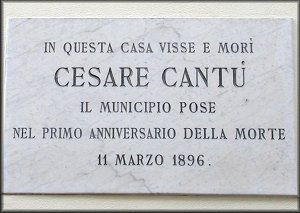 IN QUESTA CASA VISSE E MORÌ
CESARE CANTÙ
IL MUNICIPIO POSE
NEL PRIMO ANNIVERSARIO DELLA MORTE
11 MARZO 1896.